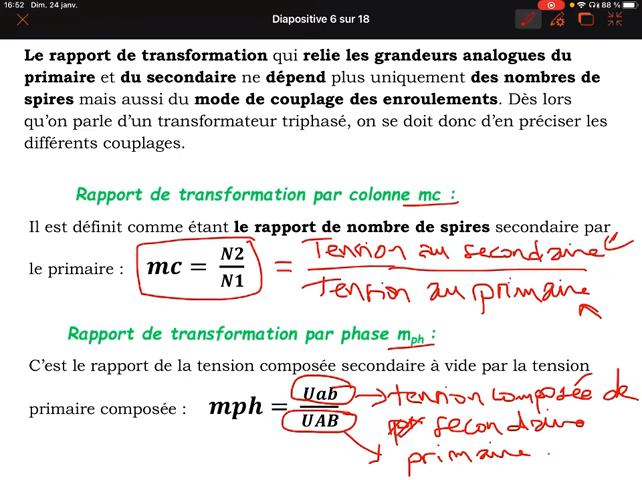 16:52 Dim. 24 janv.
88 %
Diapositive 6 sur 18
Le rapport de transformation qui relie les grandeurs analogues du
primaire et du secondaire ne dépend plus uniquement des nombres de
spires mais aussi du mode de couplage des enroulements. Dès lors
qu'on parle d'un transformateur triphasé, on se doit donc d'en préciser les
différents couplages.
Rapport de transformation par colonne mc :
Il est définit comme étant le rapport de nombre de spires secondaire par
le primaire : mc = N2/N1 = Tension au secondaire / Tension au primaire
Rapport de transformation par phase mph :
C'est le rapport de la tension composée secondaire à vide par la tension
primaire composée : mph = Uab/UAB
tension composée de
secondaire
primaire.